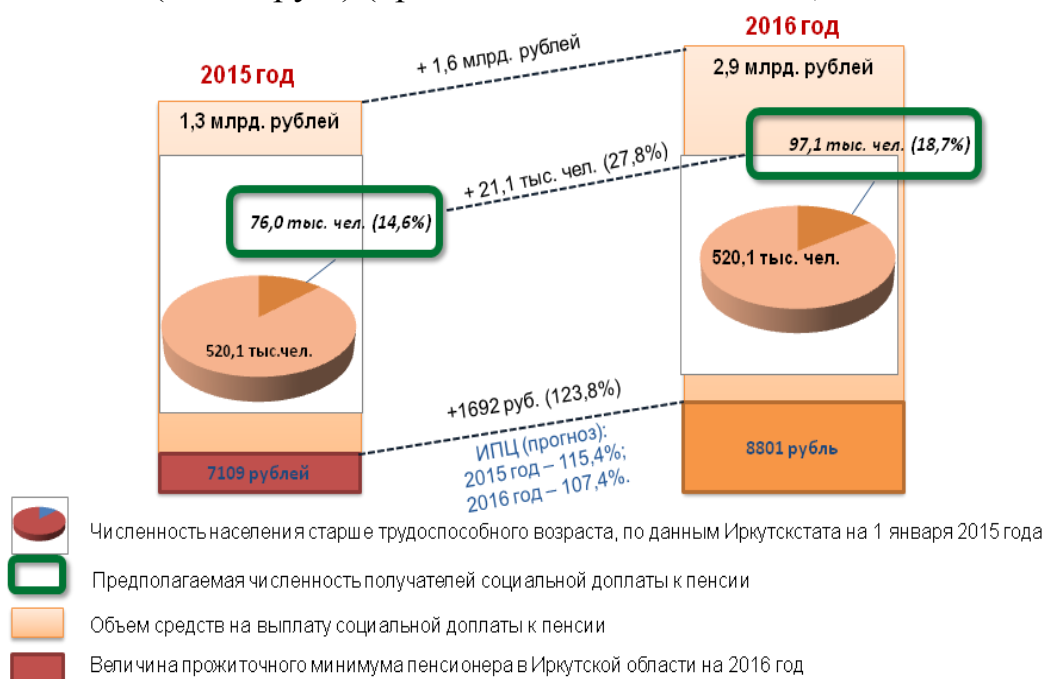 2016 год
+ 1,6 млрд. рублей
2015 год
2,9 млрд. рублей
1,3 млрд. рублей
97,1 тыс. чел. (18,7%)
+ 21,1 тыс. чел. (27,8%)
76,0 тыс. чел. (14,6%)
520,1 тыс. чел.
520,1 тыс.чел.
+1692 руб. (123,8%)
ИПЦ (прогноз):
2015 год – 115,4%;
2016 год – 107,4%.
7109 рублей
8801 рубль
Численность населения старше трудоспособного возраста, по данным Иркутскстата на 1 января 2015 года
Предполагаемая численность получателей социальной доплаты к пенсии
Объем средств на выплату социальной доплаты к пенсии
Величина прожиточного минимума пенсионера в Иркутской области на 2016 год